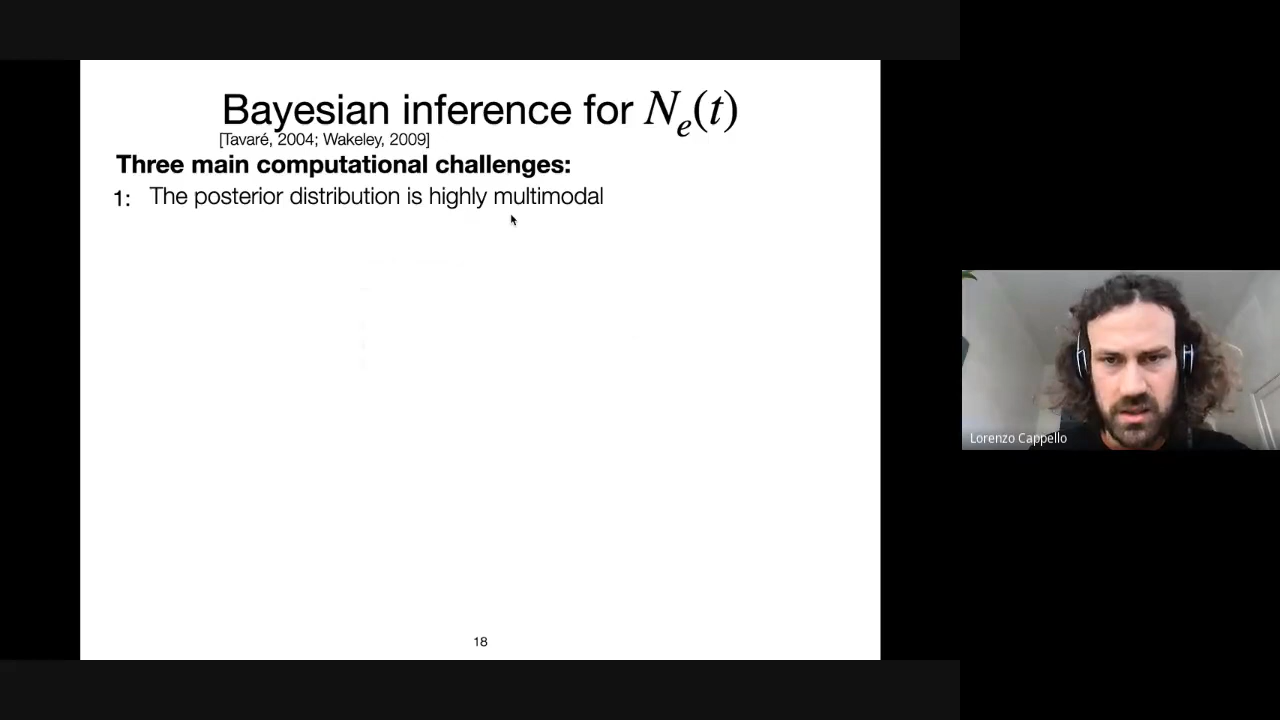 Bayesian inference for Nₑ(t)
[Tavaré, 2004; Wakeley, 2009]
Three main computational challenges:
1: The posterior distribution is highly multimodal
18
Lorenzo Cappello